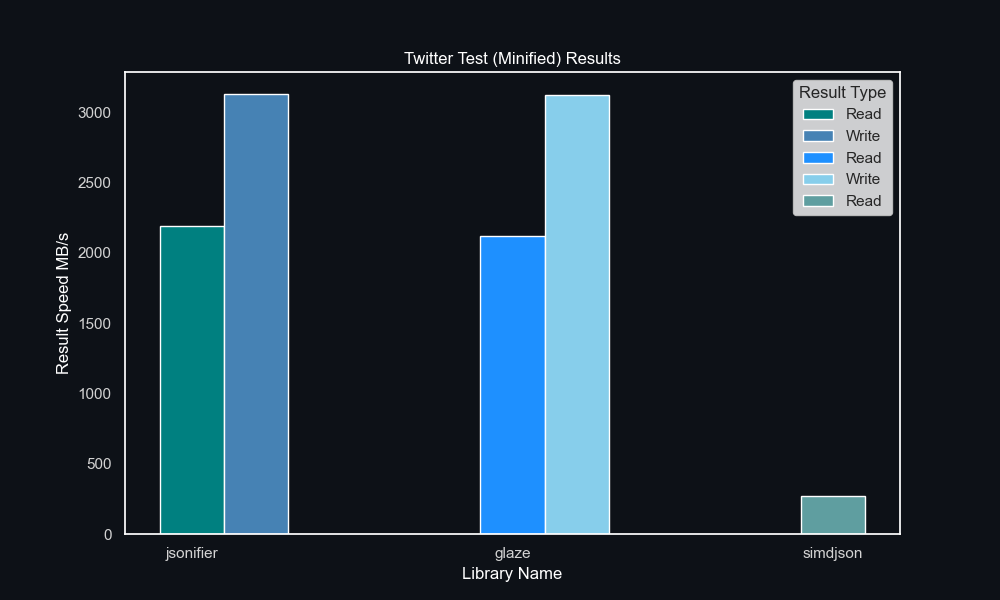 Twitter Test (Minified) Results
Result Type
Read
Write
Read
Write
Read
Result Speed MB/s
3000
2500
2000
1500
1000
500
0
jsonifier
glaze
simdjson
Library Name